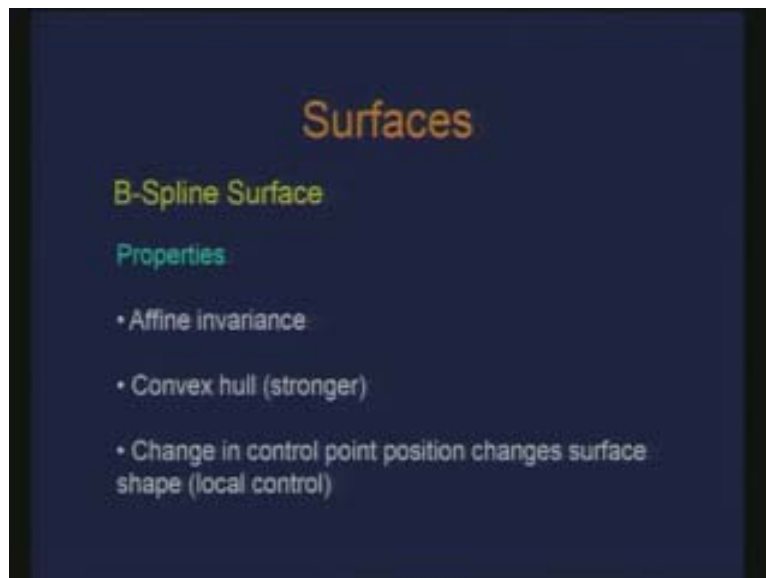 Surfaces
B-Spline Surface
Properties
• Affine invariance
• Convex hull (stronger)
• Change in control point position changes surface
shape (local control)